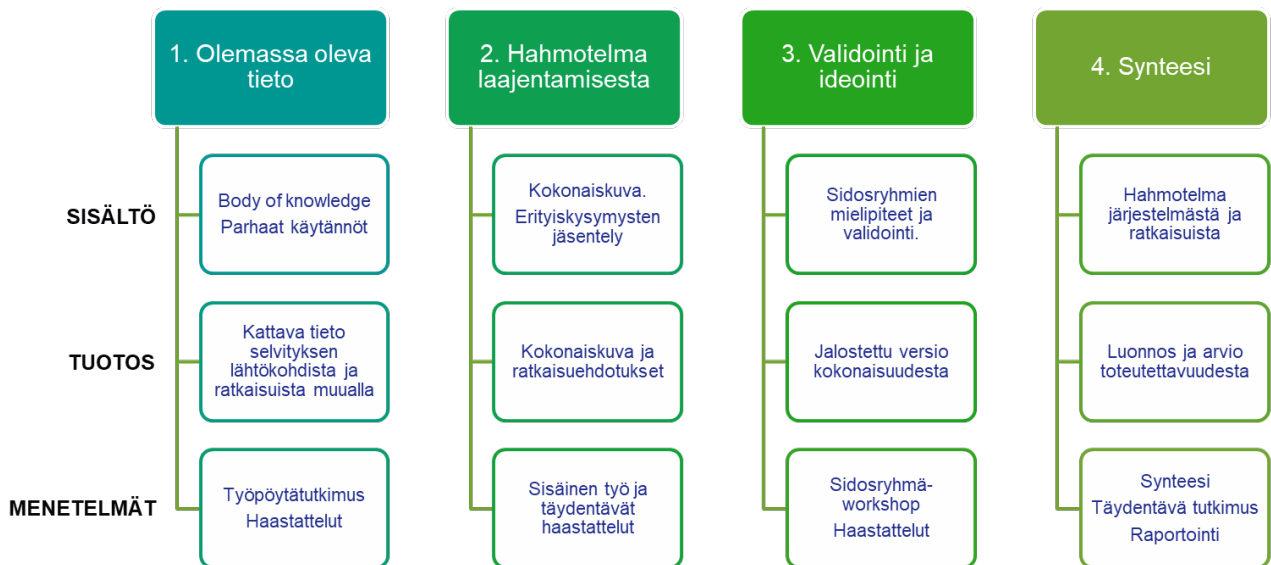 1. Olemassa oleva
tieto
2. Hahmotelma
laajentamisesta
3. Validointi ja
ideointi
4. Synteesi
SISÄLTÖ
Body of knowledge
Parhaat käytännöt
Kokonaiskuva.
Erityiskysymysten
jäsentely
Sidosryhmien
mielipiteet ja
validointi.
Hahmotelma
järjestelmästä ja
ratkaisuista
TUOTOS
Kattava tieto
selvityksen
lähtökohdista ja
ratkaisuista muualla
Kokonaiskuva ja
ratkaisuehdotukset
Jalostettu versio
kokonaisuudesta
Luonnos ja arvio
toteutettavuudesta
MENETELMÄT
Työpöytätutkimus
Haastattelut
Sisäinen työ ja
täydentävät
haastattelut
Sidosryhmä-
workshop
Haastattelut
Synteesi
Täydentävä tutkimus
Raportointi